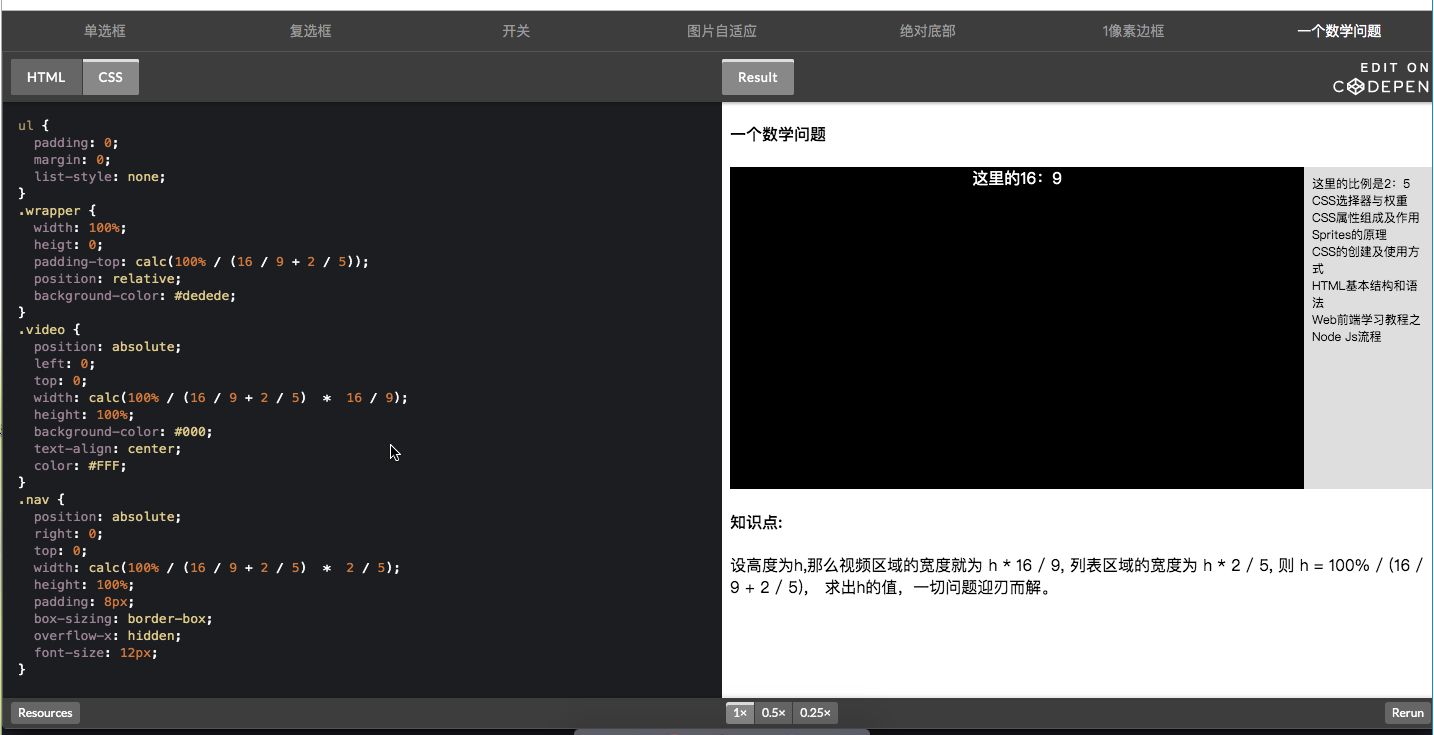 单选框
复选框
开关
图片自适应
绝对底部
1像素边框
一个数学问题
HTML
CSS
Result
EDIT ON
CODEPEN
ul {
  padding: 0;
  margin: 0;
  list-style: none;
}
.wrapper {
  width: 100%;
  heigt: 0;
  padding-top: calc(100% / (16 / 9 + 2 / 5));
  position: relative;
  background-color: #dedede;
}
.video {
  position: absolute;
  left: 0;
  top: 0;
  width: calc(100% / (16 / 9 + 2 / 5)  *  16 / 9);
  height: 100%;
  background-color: #000;
  text-align: center;
  color: #FFF;
}
.nav {
  position: absolute;
  right: 0;
  top: 0;
  width: calc(100% / (16 / 9 + 2 / 5)  *  2 / 5);
  height: 100%;
  padding: 8px;
  box-sizing: border-box;
  overflow-x: hidden;
  font-size: 12px;
}
一个数学问题
这里的16：9
这里的比例是2：5
CSS选择器与权重
CSS属性组成及作用
Sprites的原理
CSS的创建及使用方
式
HTML基本结构和语
法
Web前端学习教程之
Node Js流程
知识点:
设高度为h,那么视频区域的宽度就为 h * 16 / 9, 列表区域的宽度为 h * 2 / 5, 则 h = 100% / (16 /
9 + 2 / 5)， 求出h的值，一切问题迎刃而解。
Resources
1×
0.5×
0.25×
Rerun